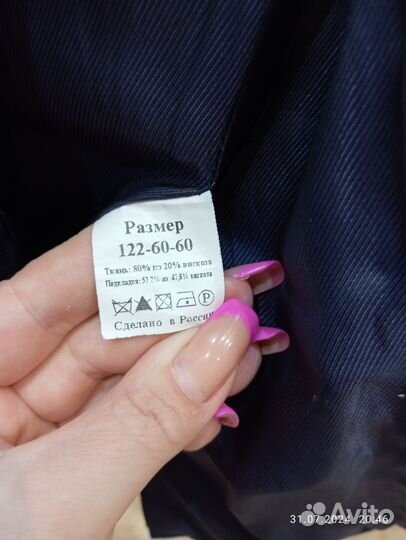 Размер
122-60-60
Ткань: 80% пэ 20% вискоза
Подкладка: 57,2% пэ 47,8% вискоза
P
Сделано в России
31.07.2024 20:46
Avito